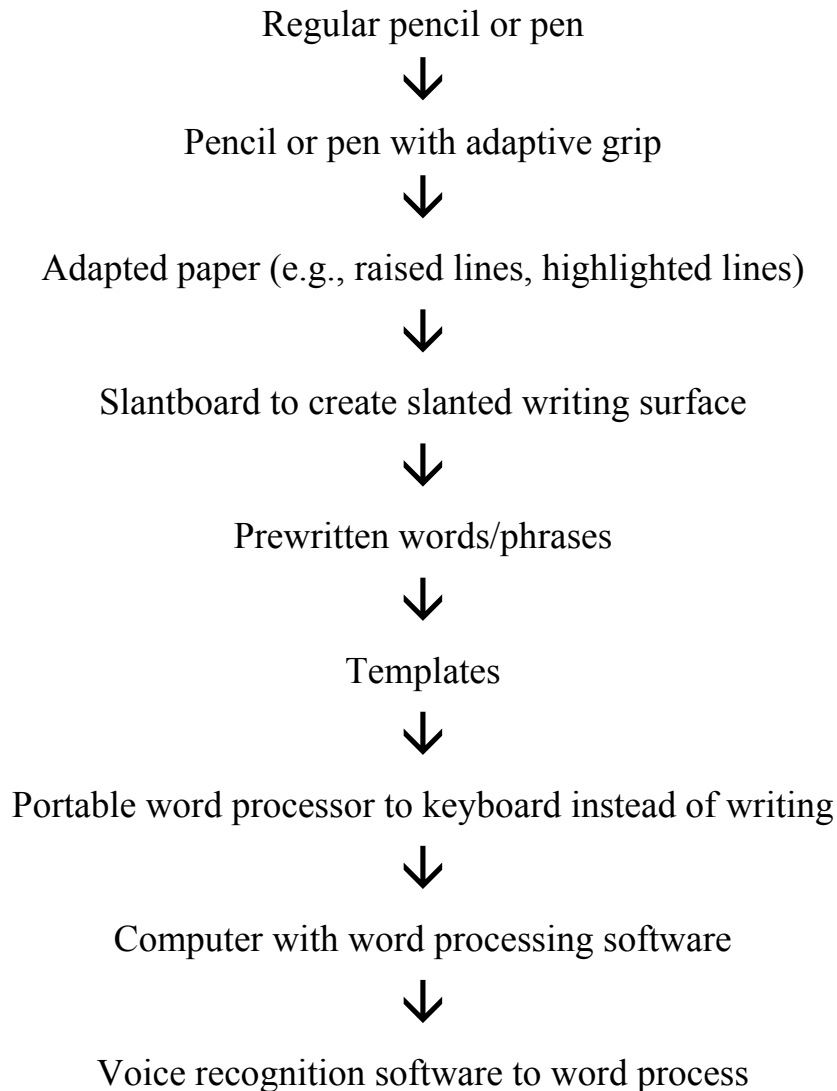 Regular pencil or pen
Pencil or pen with adaptive grip
Adapted paper (e.g., raised lines, highlighted lines)
Slantboard to create slanted writing surface
Prewritten words/phrases
Templates
Portable word processor to keyboard instead of writing
Computer with word processing software
Voice recognition software to word process